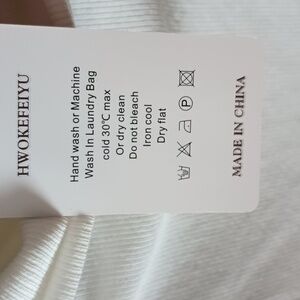 HWOKEFEIYU
Hand wash or Machine
Wash In Laundry Bag
cold 30℃ max
Or dry clean
Do not bleach
Iron cool
Dry flat
P
MADE IN CHINA